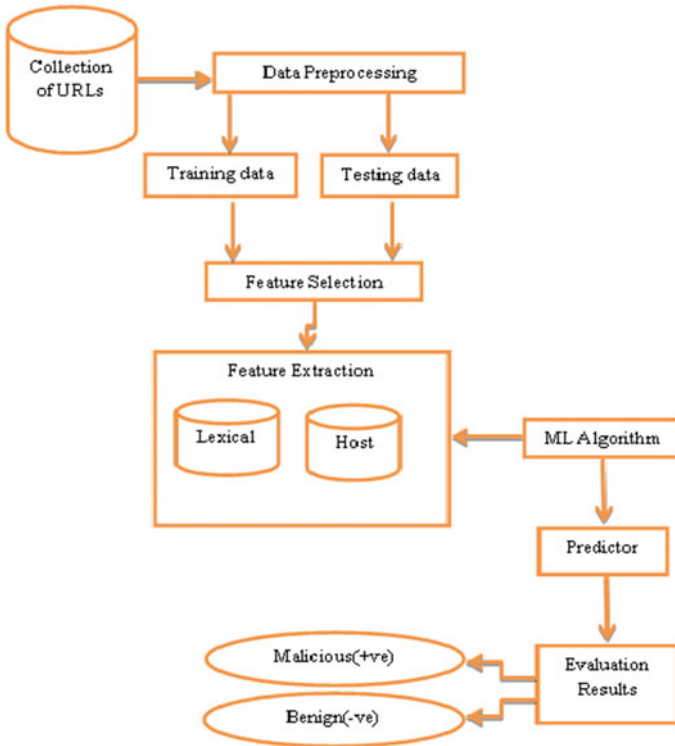 Collection
of URLs
Data Preprocessing
Training data
Testing data
Feature Selection
Feature Extraction
Lexical
Host
ML Algorithm
Predictor
Evaluation
Results
Malicious(+ve)
Benign(-ve)